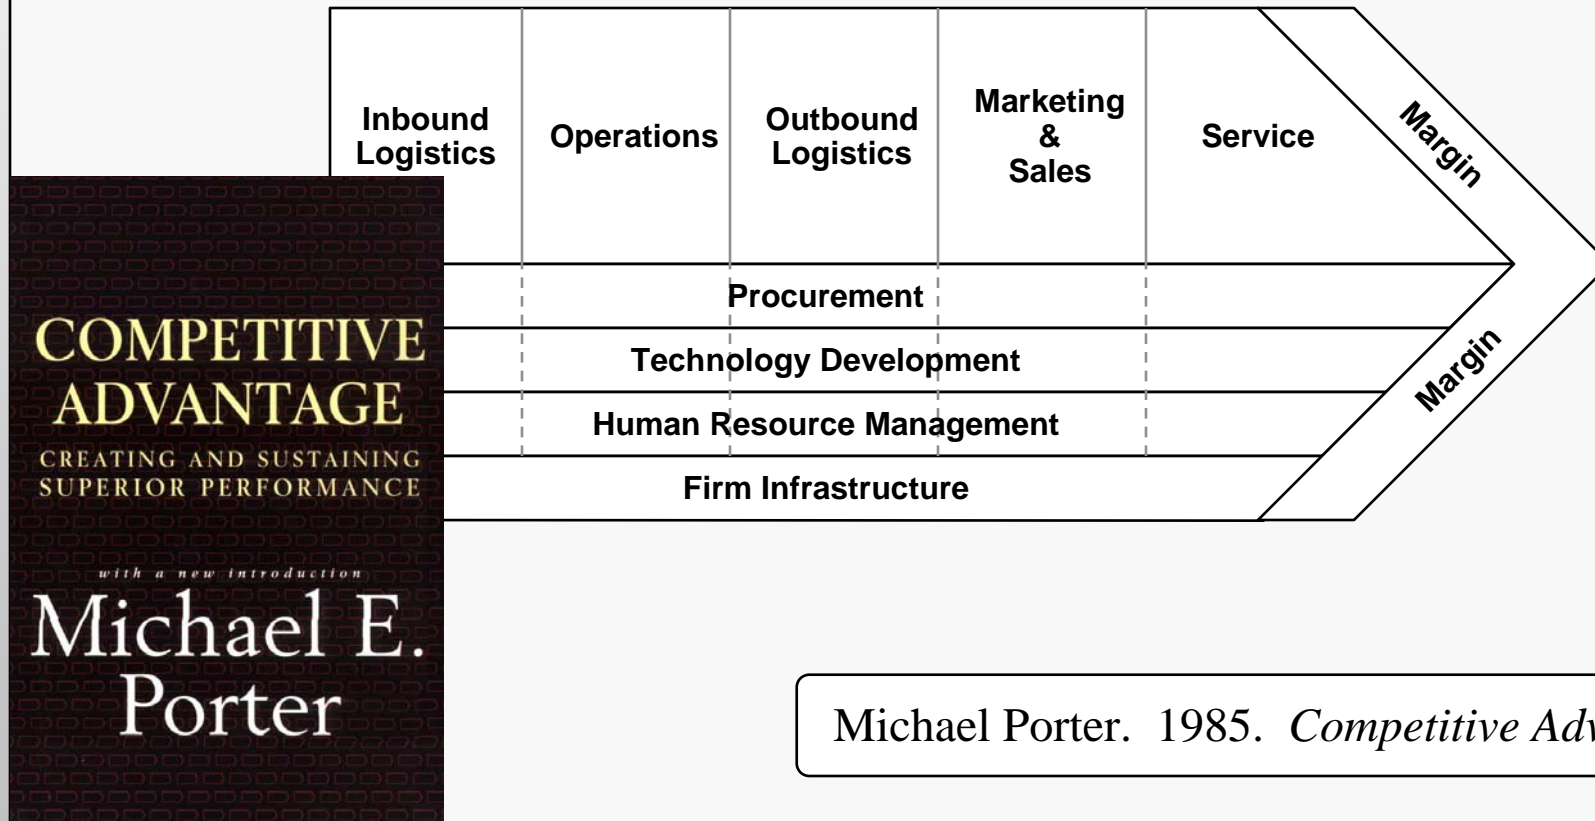 Inbound
Logistics
Operations
Outbound
Logistics
Marketing
&
Sales
Service
Margin
Procurement
Technology Development
Human Resource Management
Firm Infrastructure
Margin
COMPETITIVE
ADVANTAGE
CREATING AND SUSTAINING
SUPERIOR PERFORMANCE
with a new introduction
Michael E.
Porter
Michael Porter. 1985. Competitive Adv